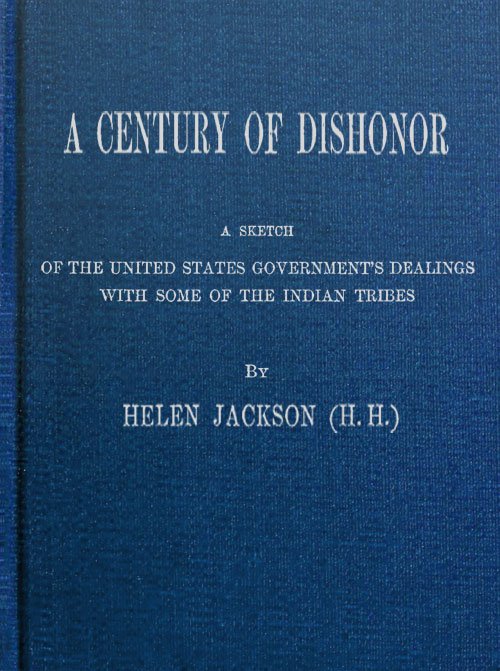 A CENTURY OF DISHONOR
A SKETCH
OF THE UNITED STATES GOVERNMENT'S DEALINGS
WITH SOME OF THE INDIAN TRIBES
By
HELEN JACKSON (H. H.)